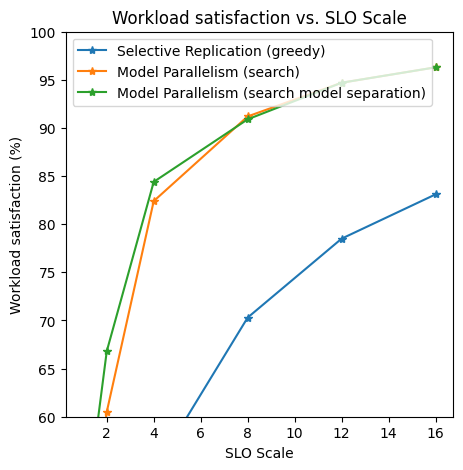 Workload satisfaction vs. SLO Scale
Selective Replication (greedy)
Model Parallelism (search)
Model Parallelism (search model separation)
Workload satisfaction (%)
100
95
90
85
80
75
70
65
60
2 4 6 8 10 12 14 16
SLO Scale